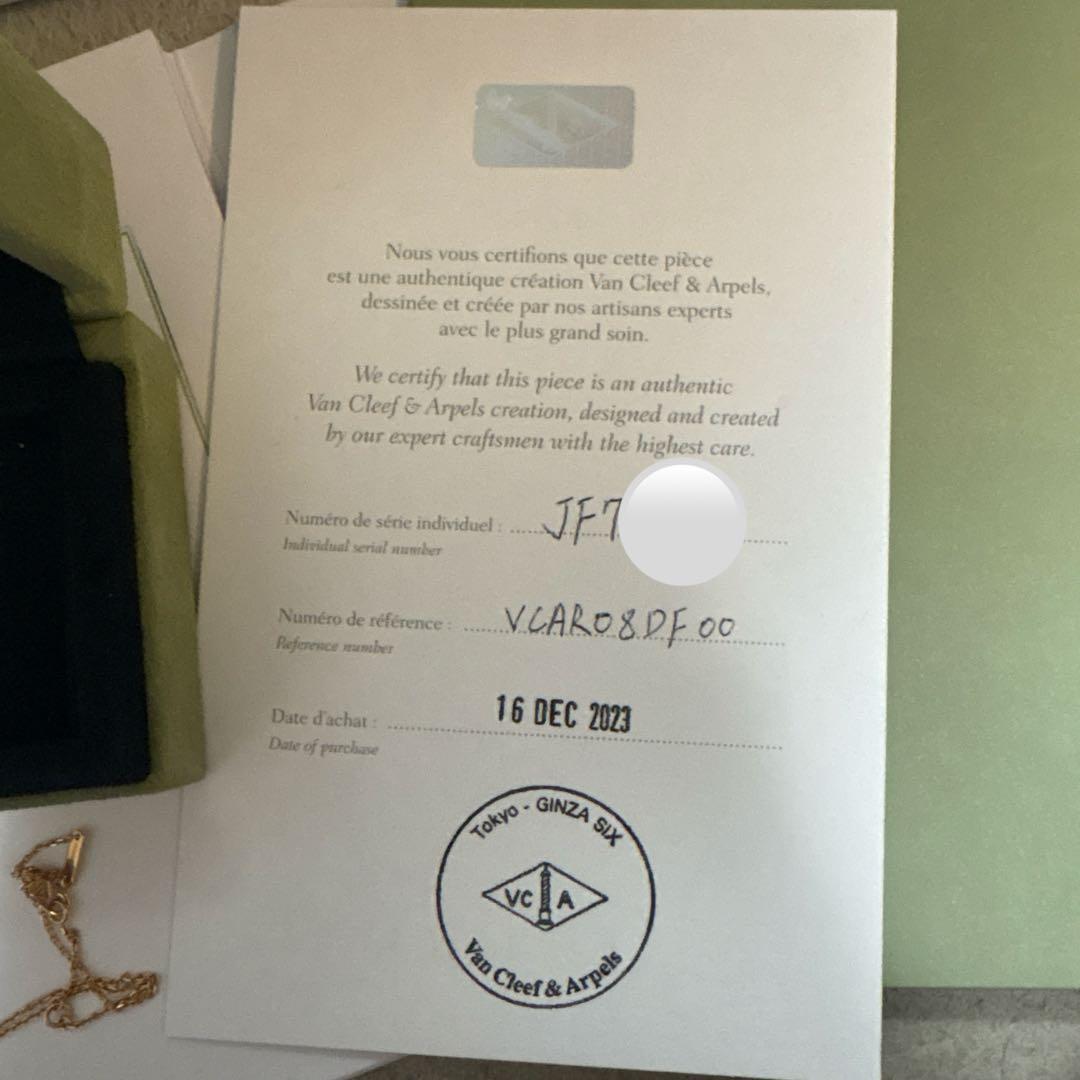 Nous vous certifions que cette pièce
est une authentique création Van Cleef & Arpels,
dessinée et créée par nos artisans experts
avec le plus grand soin.
We certify that this piece is an authentic
Van Cleef & Arpels creation, designed and created
by our expert craftsmen with the highest care.
Numéro de série individuel : JF7
Individual serial number
Numéro de référence : VCARO8DF00
Reference number
Date d'achat : 16 DEC 2023
Date of purchase
Tokyo - GINZA SIX
VC A
Van Cleef & Arpels